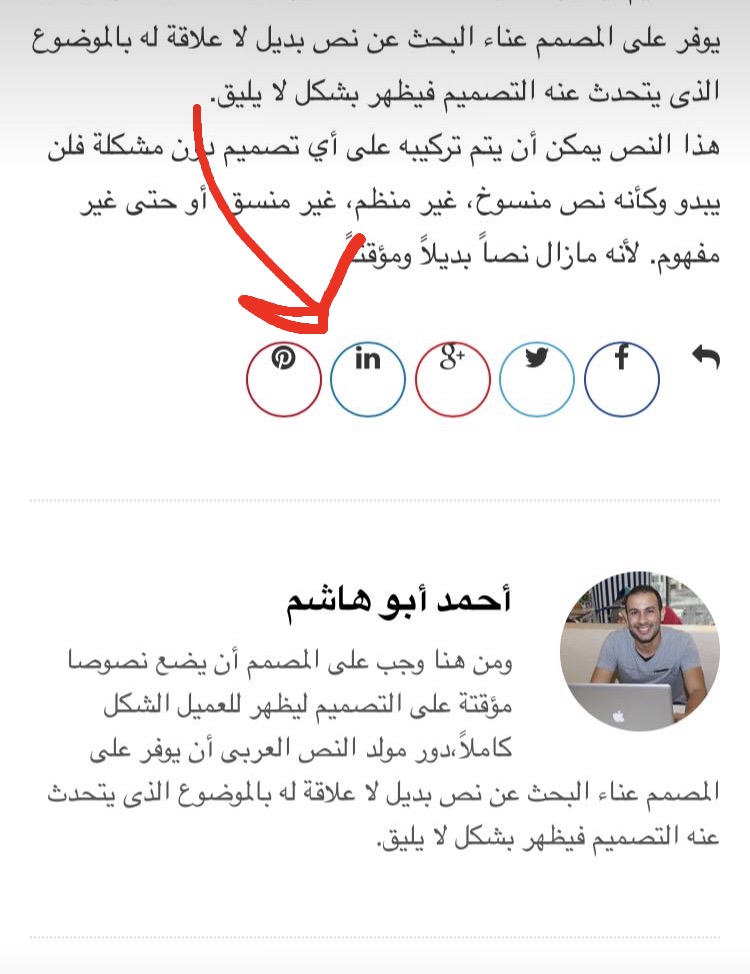 يوفر على المصمم عناء البحث عن نص بديل لا علاقة له بالموضوع
الذى يتحدث عنه التصميم فيظهر بشكل لا يليق.
هذا النص يمكن أن يتم تركيبه على أي تصميم دون مشكلة فلن
يبدو وكأنه نص منسوخ، غير منظم، غير منسق، أو حتى غير
مفهوم. لأنه مازال نصاً بديلاً ومؤقتاً
f
g+
in
أحمد أبو هاشم
ومن هنا وجب على المصمم أن يضع نصوصا
مؤقتة على التصميم ليظهر للعميل الشكل
كاملاً،دور مولد النص العربى أن يوفر على
المصمم عناء البحث عن نص بديل لا علاقة له بالموضوع الذى يتحدث
عنه التصميم فيظهر بشكل لا يليق.